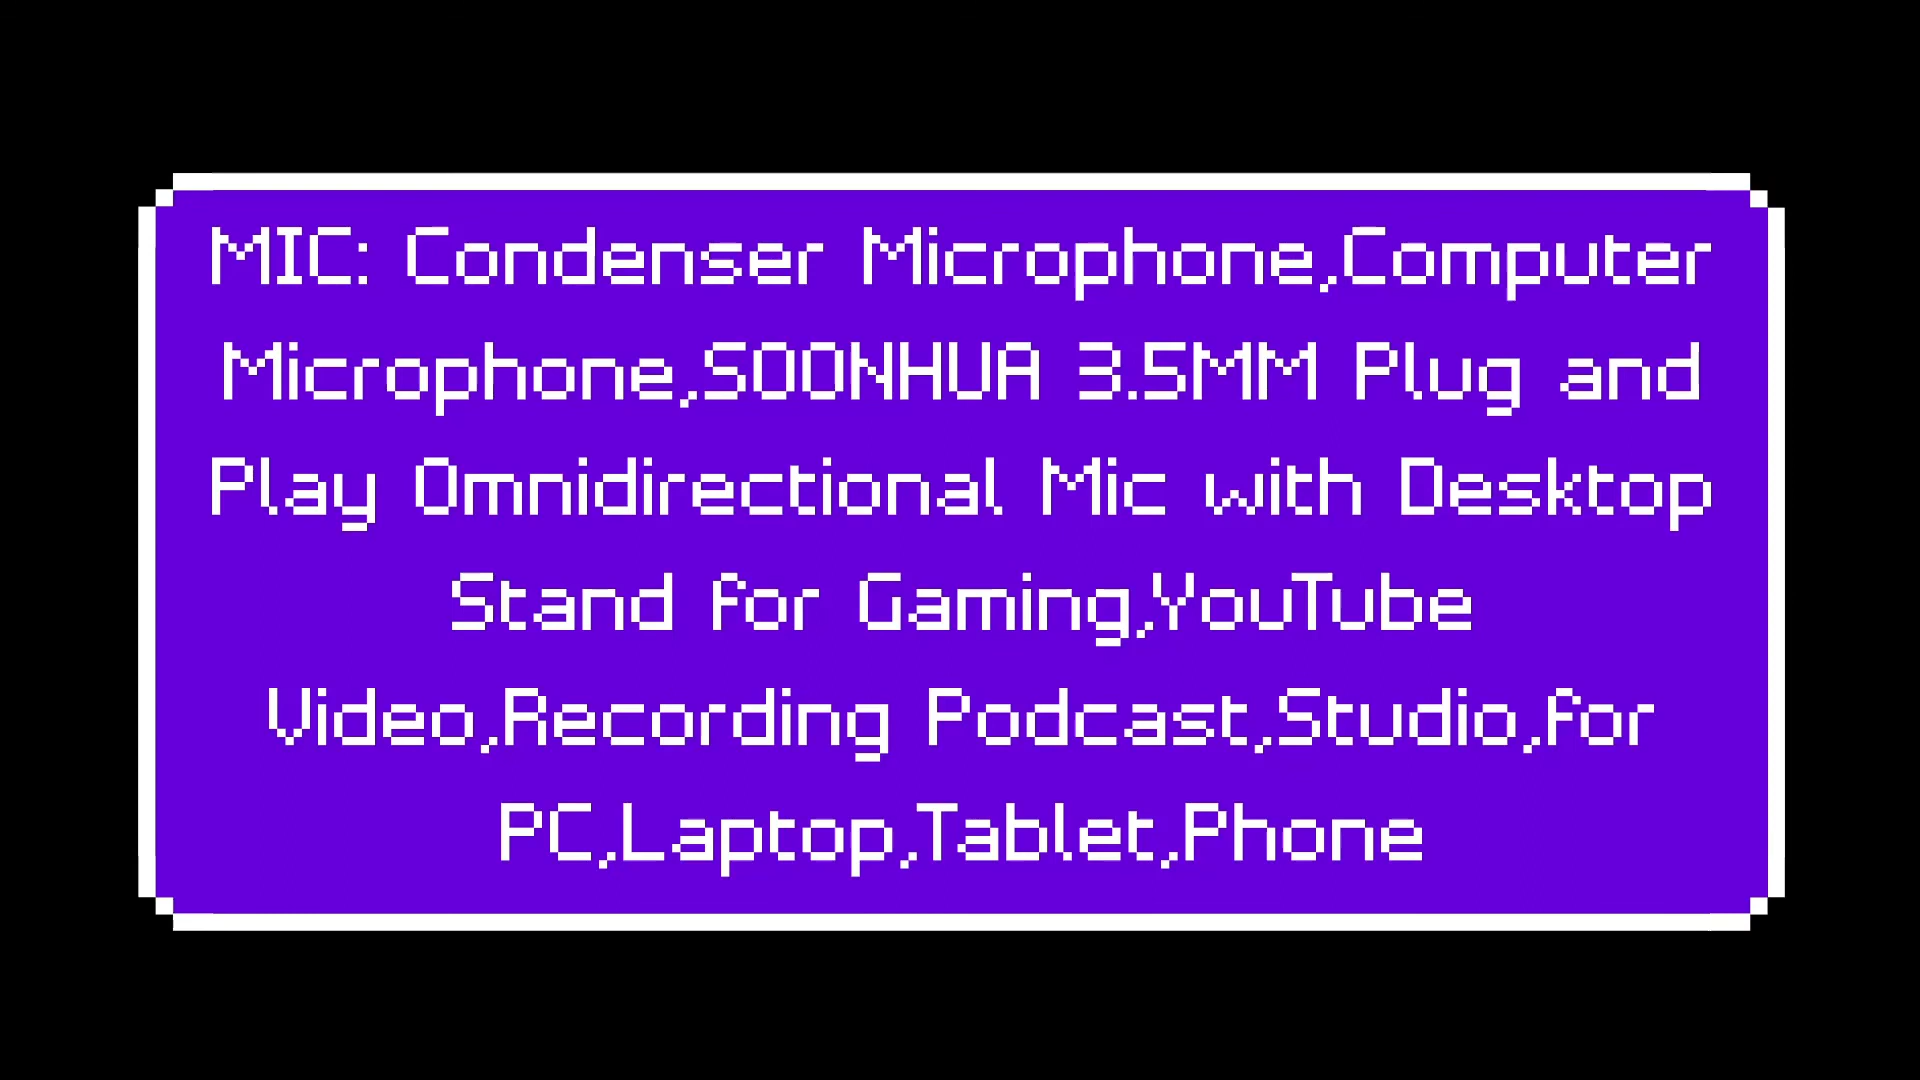 MIC: Condenser Microphone,Computer
Microphone,SOONHUA 3.5MM Plug and
Play Omnidirectional Mic with Desktop
Stand for Gaming,YouTube
Video,Recording Podcast,Studio,for
PC,Laptop,Tablet,Phone